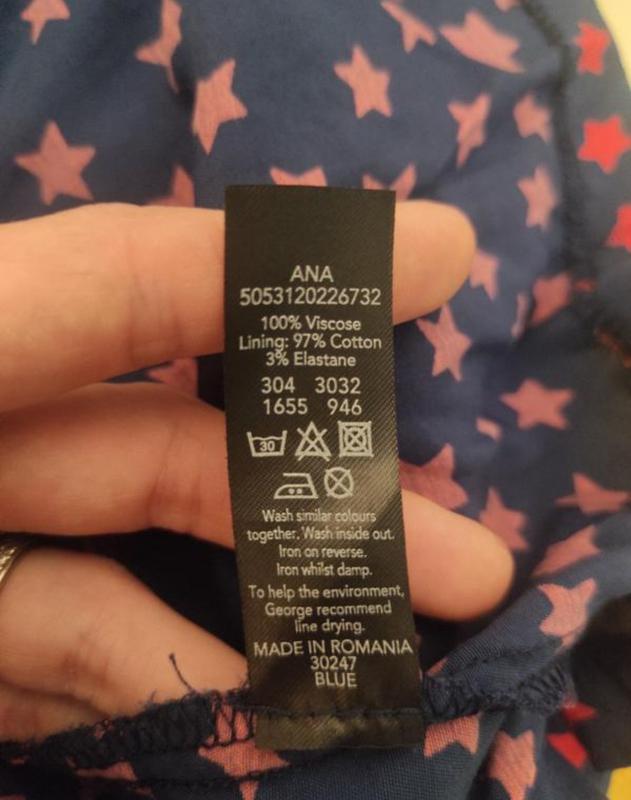 ANA
5053120226732
100% Viscose
Lining: 97% Cotton
3% Elastane
304 3032
1655 946
30
Wash similar colours
together. Wash inside out.
Iron on reverse.
Iron whilst damp.
To help the environment,
George recommend
line drying.
MADE IN ROMANIA
30247
BLUE